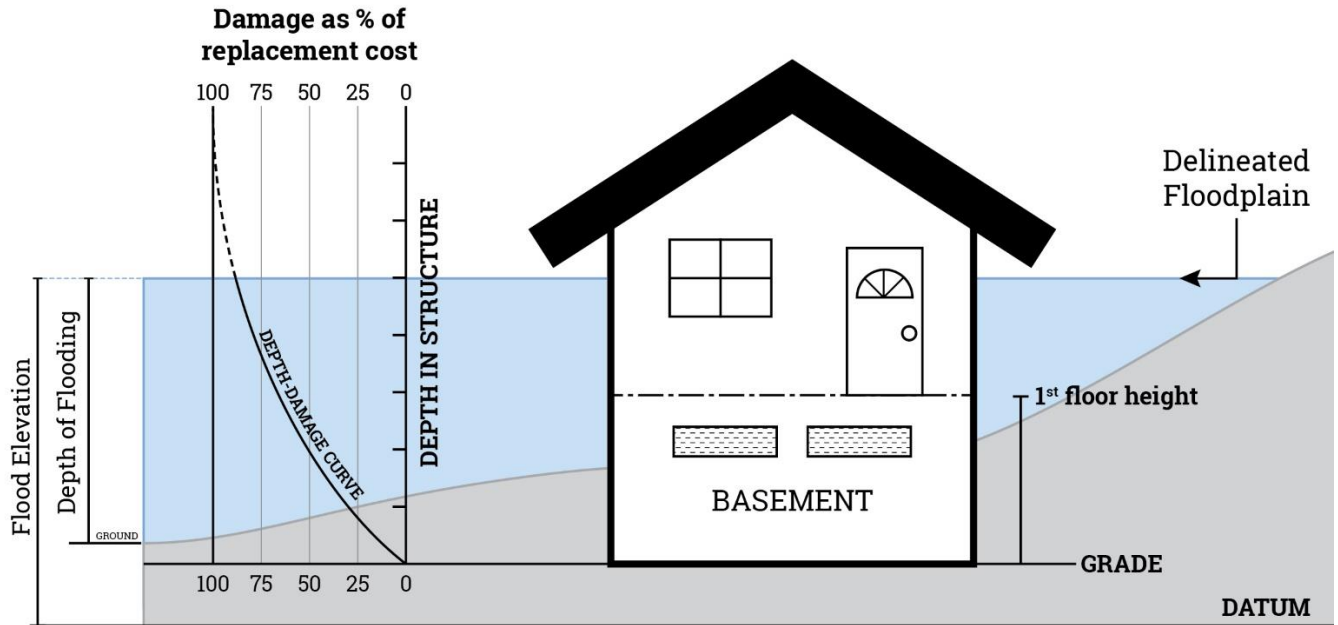 Damage as % of
replacement cost
100 75 50 25 0
Delineated
Floodplain
DEPTH IN STRUCTURE
DEPTH-DAMAGE CURVE
Flood Elevation
Depth of Flooding
GROUND
1st floor height
BASEMENT
GRADE
100 75 50 25 0
DATUM